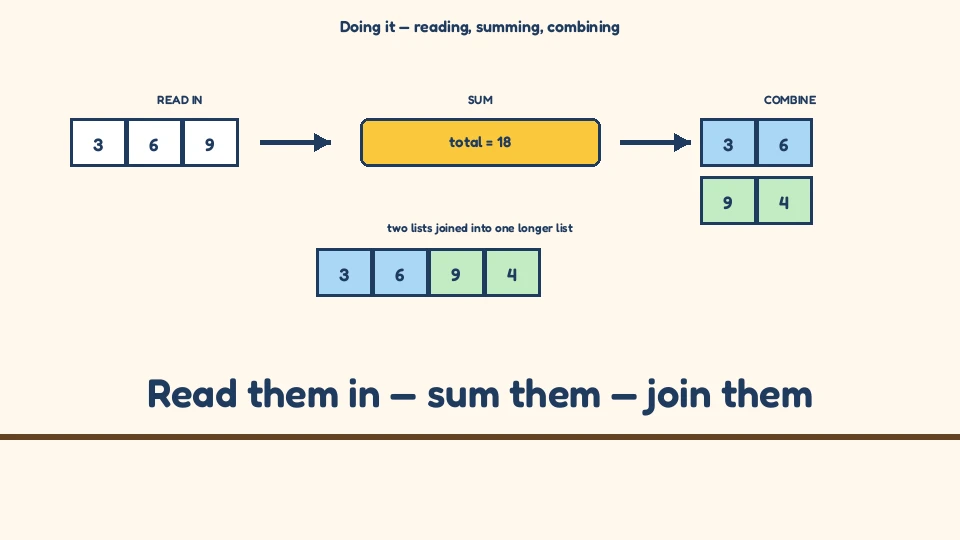 Doing it — reading, summing, combining
READ IN
SUM
COMBINE
3 6 9
total = 18
3 6
9 4
two lists joined into one longer list
3 6 9 4
Read them in — sum them — join them